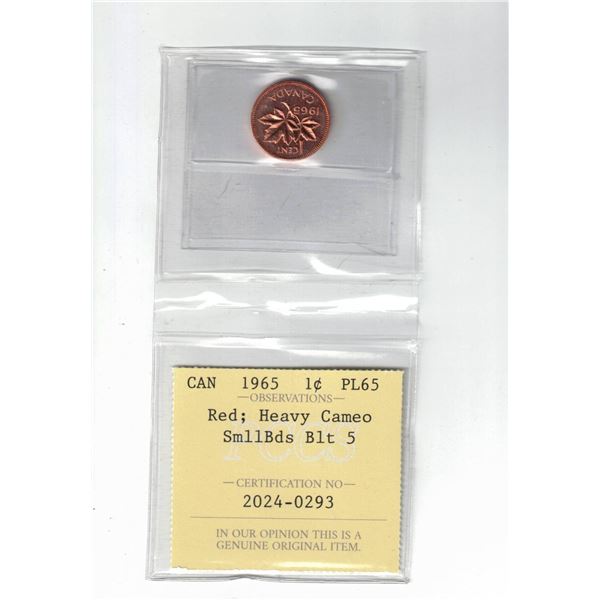 1 CENT
1965
CANADA
CAN 1965 1¢ PL65
OBSERVATIONS
Red; Heavy Cameo
SmllBds Blt 5
CERTIFICATION NO
2024-0293
IN OUR OPINION THIS IS A
GENUINE ORIGINAL ITEM.